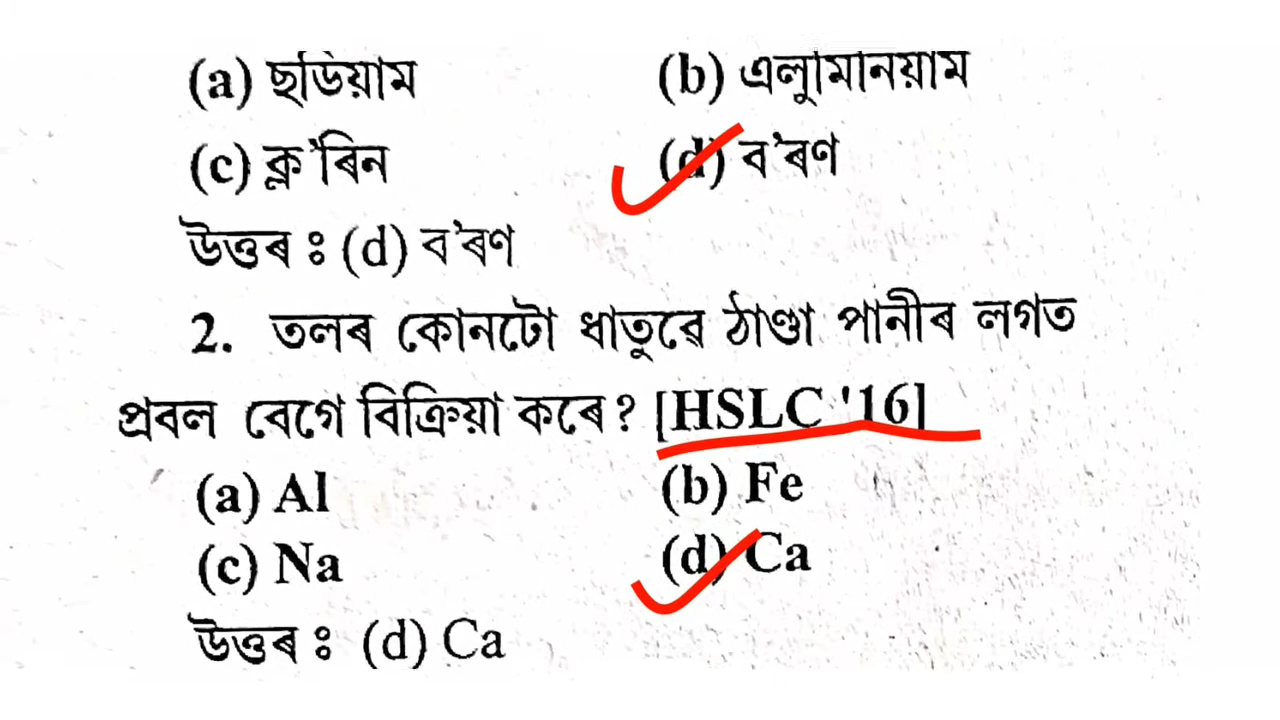 (a) ছডিয়াম (b) এলুমিনিয়াম
(c) ক্ল'ৰিন (d) ব'ৰণ
উত্তৰ ঃ (d) ব'ৰণ
2. তলৰ কোনটো ধাতুৱে ঠাণ্ডা পানীৰ লগত
প্ৰবল বেগে বিক্ৰিয়া কৰে? [HSLC '16]
(a) Al (b) Fe
(c) Na (d) Ca
উত্তৰ ঃ (d) Ca